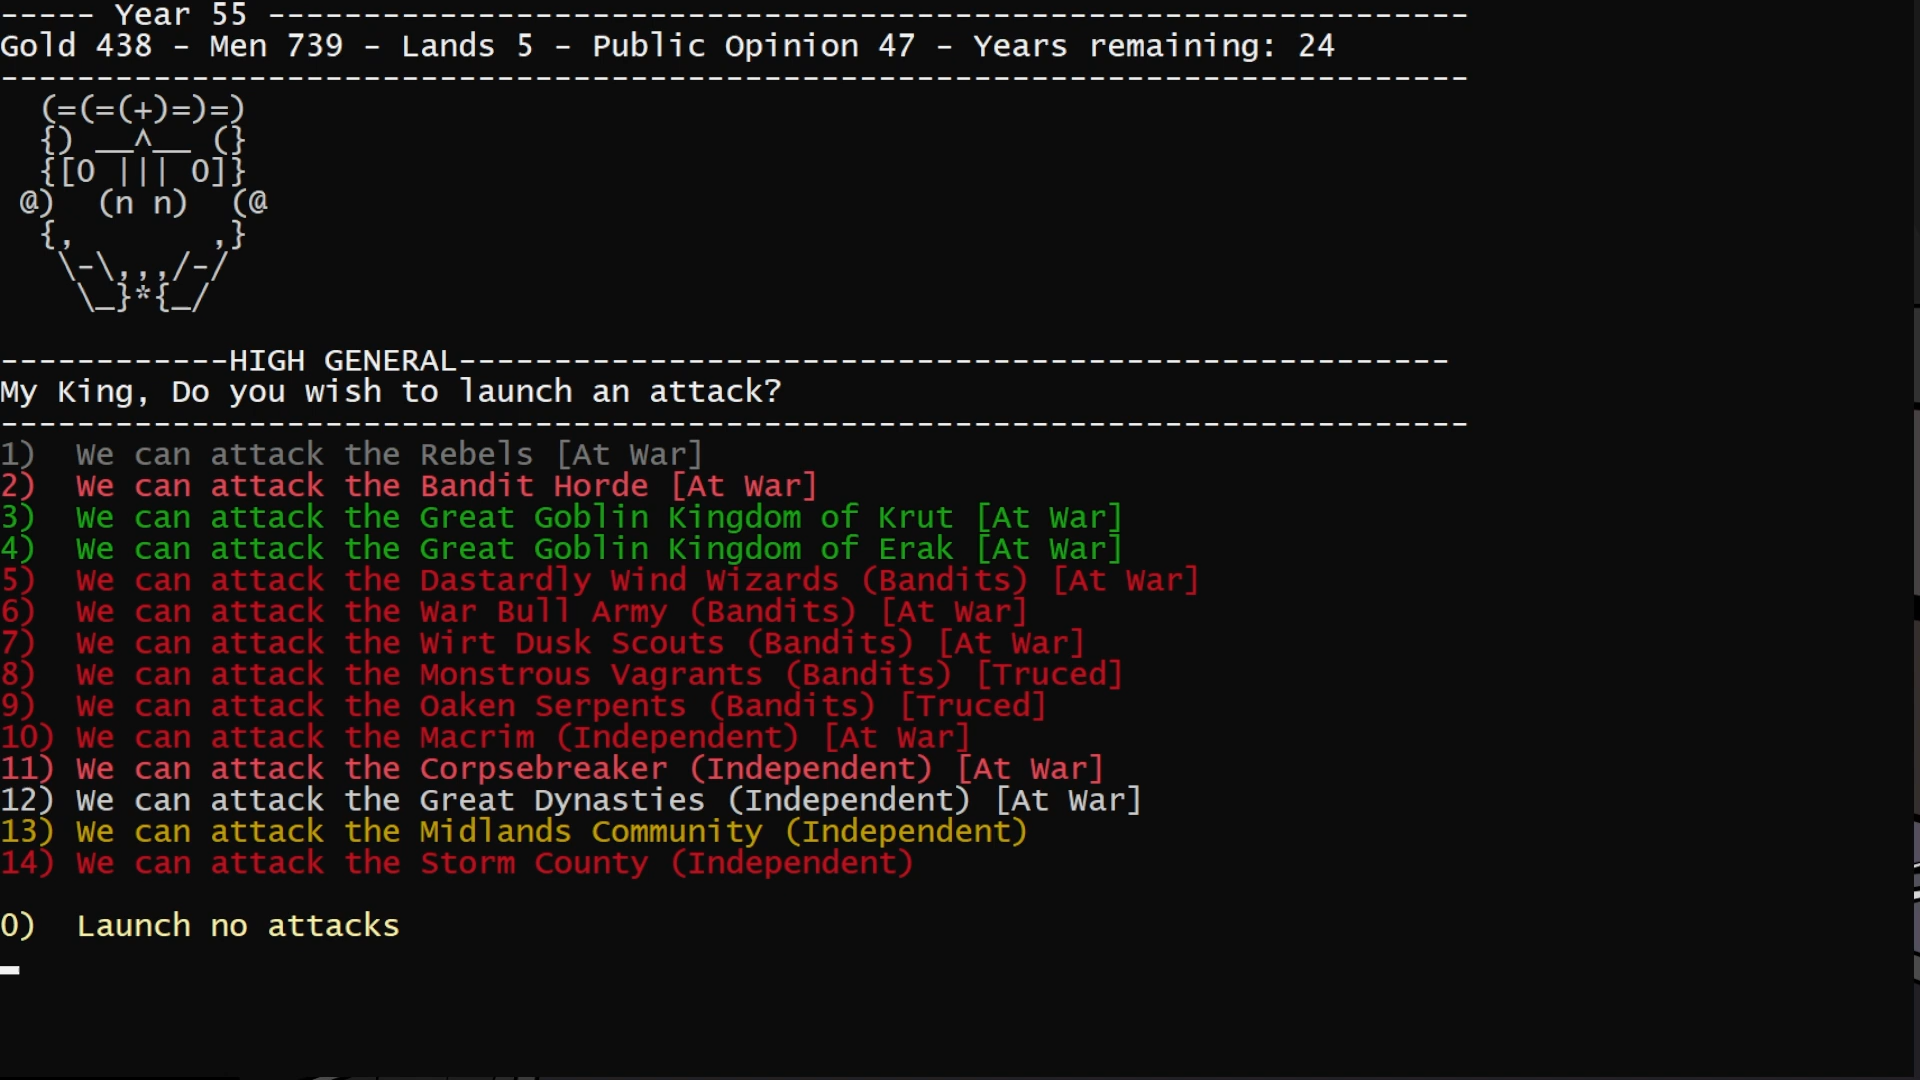 ----- Year 55 ---------------------------------------------------------------
Gold 438 - Men 739 - Lands 5 - Public Opinion 47 - Years remaining: 24
-----------------------------------------------------------------------------
(=(=(+)=)=)
{) __^__ (}
{[O ||| O]}
@)  (n n)  (@
{,       ,}
\-\,,,/-/
\_}*{_/
------------HIGH GENERAL----------------------------------------------------
My King, Do you wish to launch an attack?
-----------------------------------------------------------------------------
1) We can attack the Rebels [At War]
2) We can attack the Bandit Horde [At War]
3) We can attack the Great Goblin Kingdom of Krut [At War]
4) We can attack the Great Goblin Kingdom of Erak [At War]
5) We can attack the Dastardly Wind Wizards (Bandits) [At War]
6) We can attack the War Bull Army (Bandits) [At War]
7) We can attack the Wirt Dusk Scouts (Bandits) [At War]
8) We can attack the Monstrous Vagrants (Bandits) [Truced]
9) We can attack the Oaken Serpents (Bandits) [Truced]
10) We can attack the Macrim (Independent) [At War]
11) We can attack the Corpsebreaker (Independent) [At War]
12) We can attack the Great Dynasties (Independent) [At War]
13) We can attack the Midlands Community (Independent)
14) We can attack the Storm County (Independent)
0) Launch no attacks